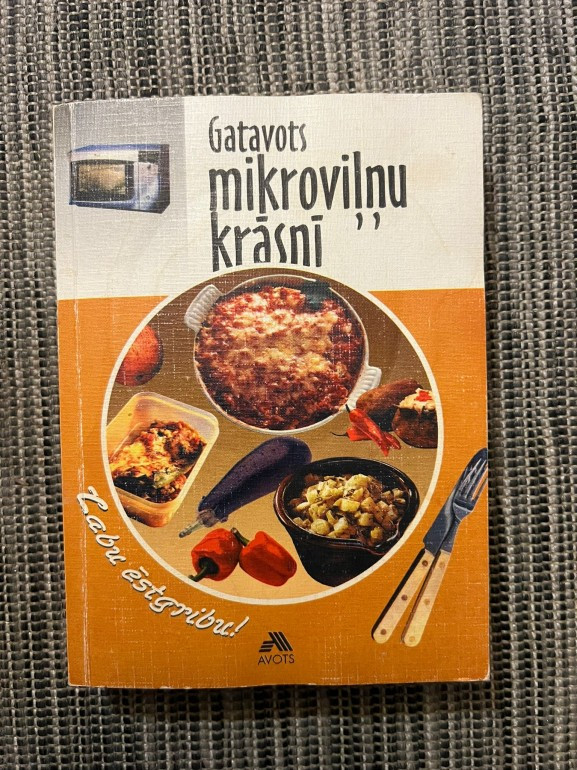 Gatavots
mikroviļņu
krāsnī
Labu ēstgribu!
AVOTS